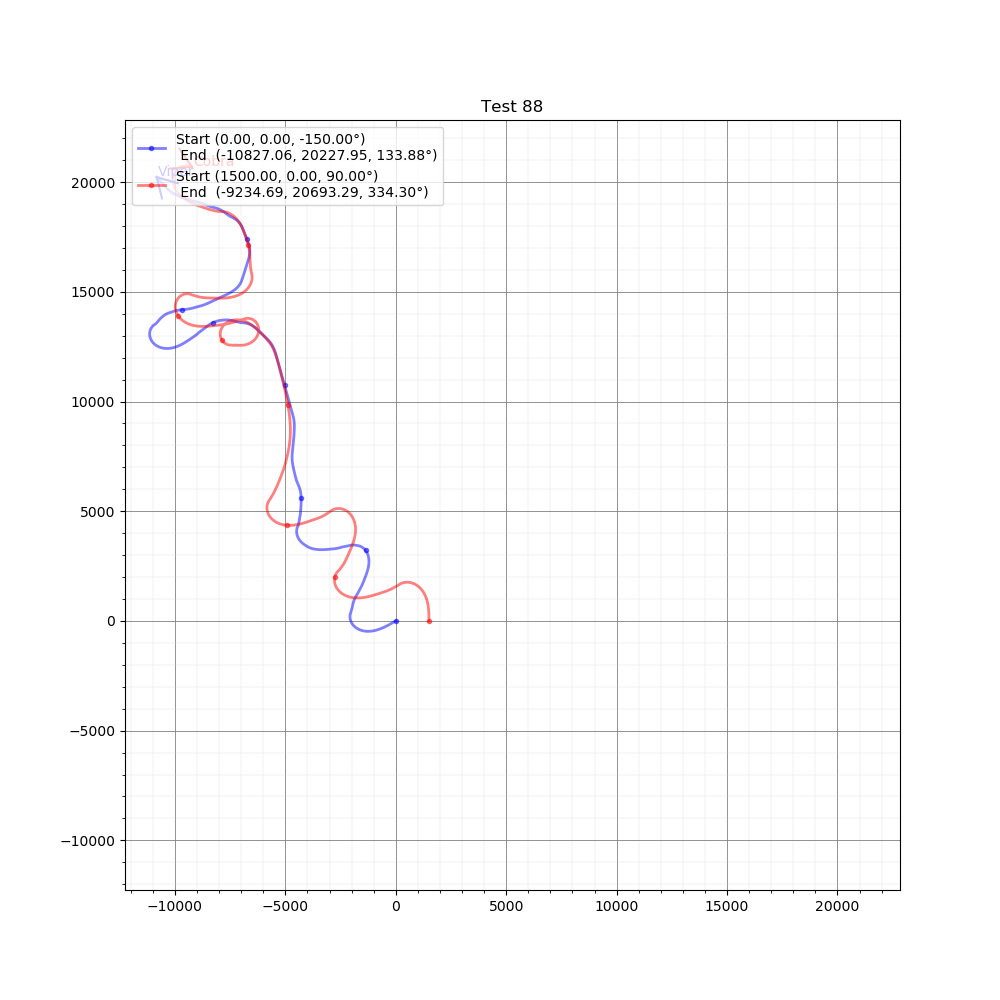 Test 88
Start (0.00, 0.00, -150.00°)
End (-10827.06, 20227.95, 133.88°)
Start (1500.00, 0.00, 90.00°)
End (-9234.69, 20693.29, 334.30°)
Cobra
20000
15000
10000
5000
0
−5000
−10000
−10000 −5000 0 5000 10000 15000 20000